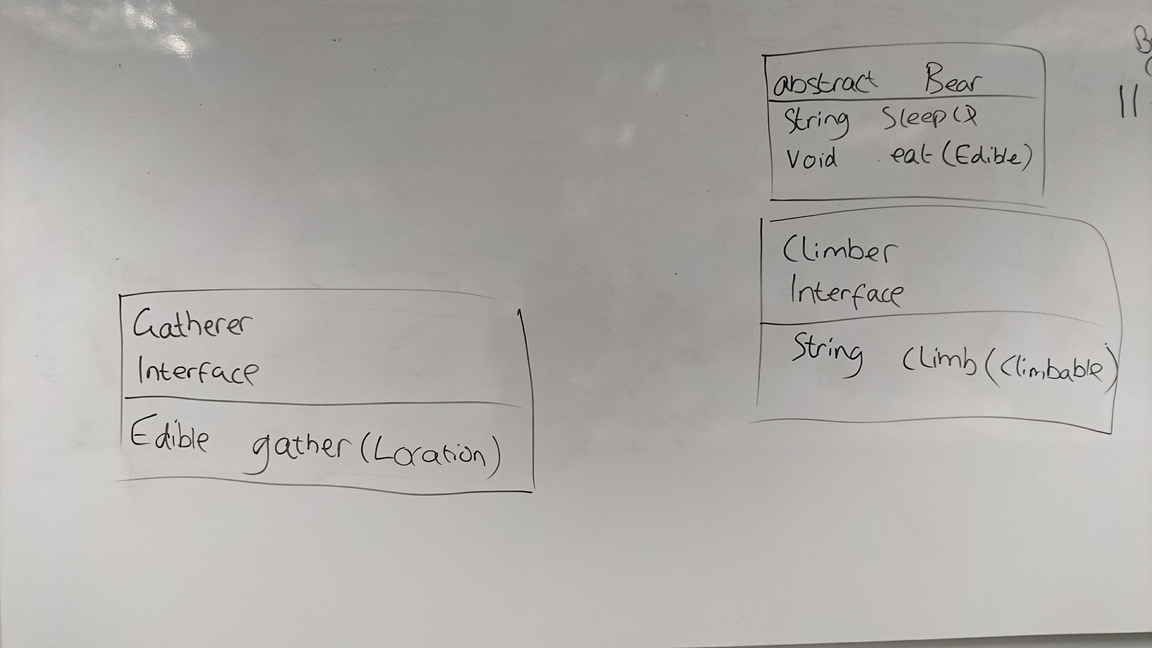 abstract Bear
String Sleep()
Void eat(Edible)
Climber
Interface
String Climb(Climbable)
Gatherer
Interface
Edible gather(Location)